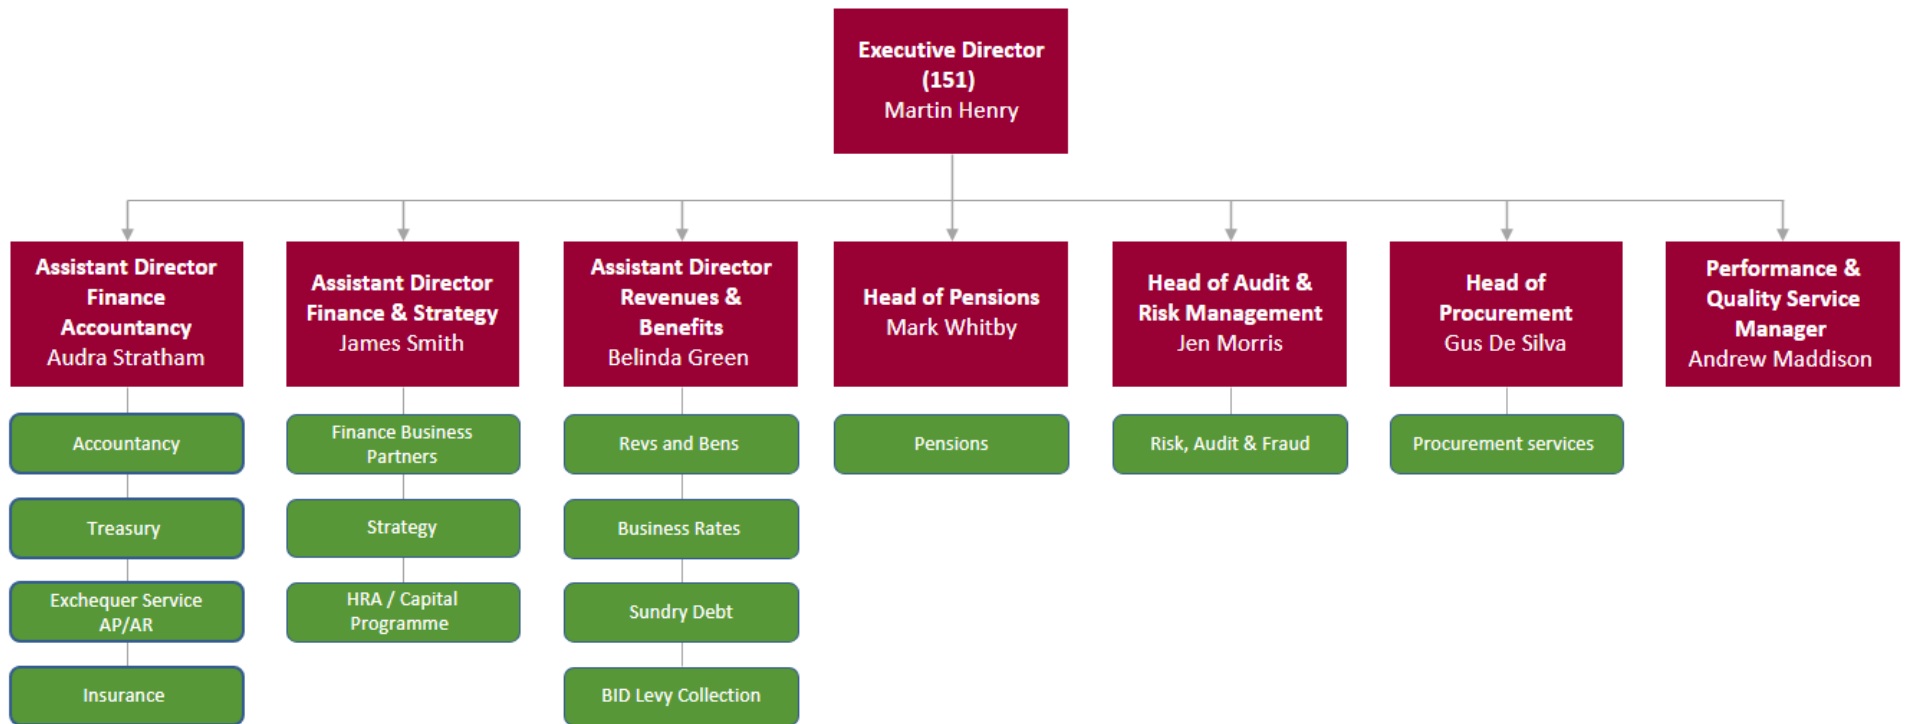 Executive Director
(151)
Martin Henry
Assistant Director
Finance
Accountancy
Audra Stratham
Assistant Director
Finance & Strategy
James Smith
Assistant Director
Revenues &
Benefits
Belinda Green
Head of Pensions
Mark Whitby
Head of Audit &
Risk Management
Jen Morris
Head of
Procurement
Gus De Silva
Performance &
Quality Service
Manager
Andrew Maddison
Accountancy
Treasury
Exchequer Service
AP/AR
Insurance
Finance Business
Partners
Strategy
HRA / Capital
Programme
Revs and Bens
Business Rates
Sundry Debt
BID Levy Collection
Pensions
Risk, Audit & Fraud
Procurement services